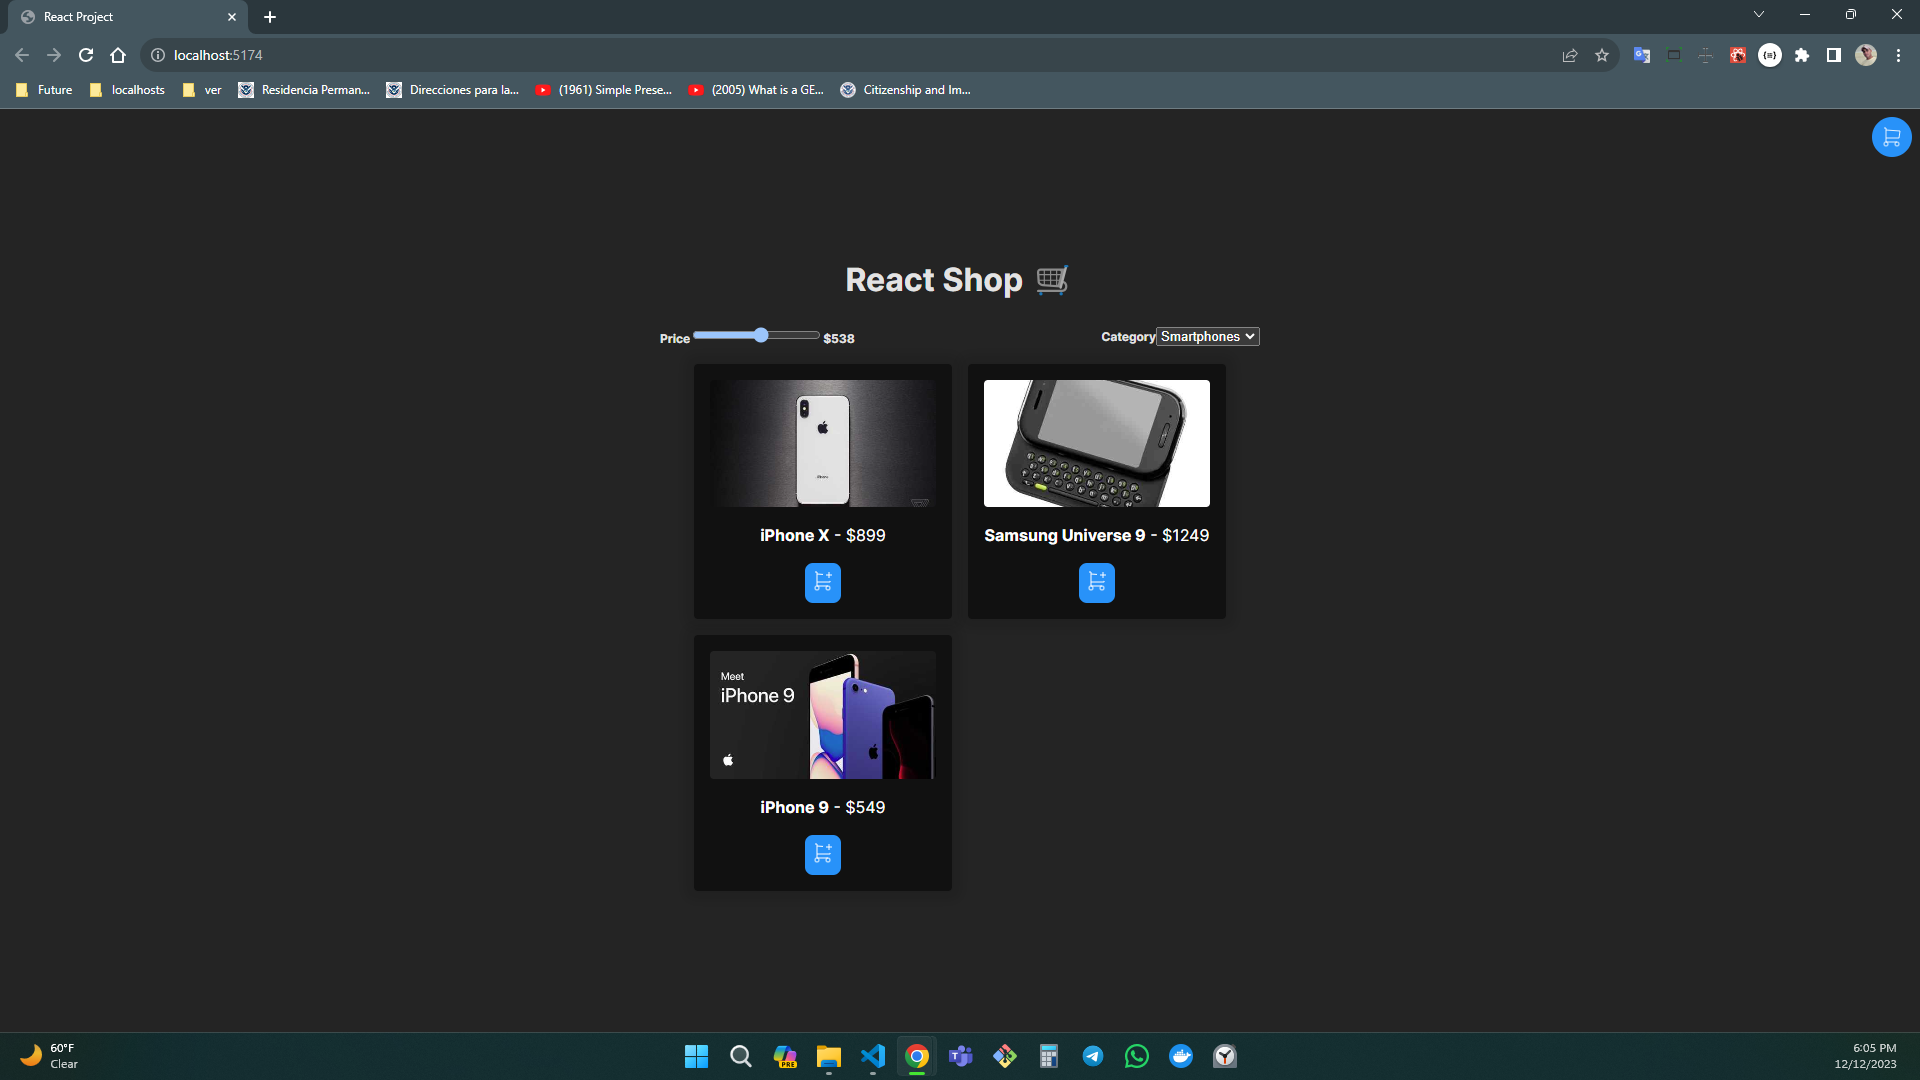 React Project
localhost:5174
Future
localhosts
ver
Residencia Perman...
Direcciones para la...
(1961) Simple Prese...
(2005) What is a GE...
Citizenship and Im...
React Shop
Price
$538
Category
Smartphones
iPhone
iPhone X - $899
Samsung Universe 9 - $1249
Meet
iPhone 9
iPhone 9 - $549
60°F
Clear
PRE
6:05 PM
12/12/2023